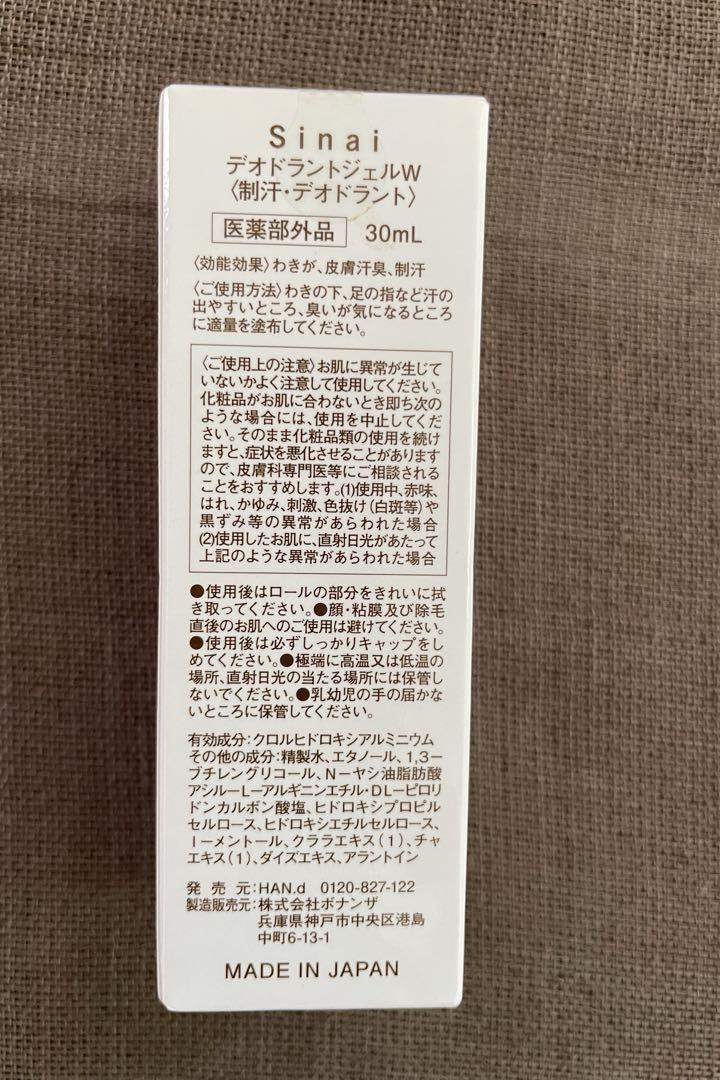 Sinai
デオドラントジェルW
〈制汗・デオドラント〉
医薬部外品 30mL
〈効能効果〉わきが、皮膚汗臭、制汗
〈ご使用方法〉わきの下、足の指など汗の
出やすいところ、臭いが気になるところ
に適量を塗布してください。
〈ご使用上の注意〉お肌に異常が生じて
いないかよく注意して使用してください。
化粧品がお肌に合わないとき即ち次の
ような場合には、使用を中止してくだ
さい。そのまま化粧品類の使用を続け
ますと、症状を悪化させることがあります
ので、皮膚科専門医等にご相談される
ことをおすすめします。(1)使用中、赤味、
はれ、かゆみ、刺激、色抜け(白斑等)や
黒ずみ等の異常があらわれた場合
(2)使用したお肌に、直射日光があたって
上記のような異常があらわれた場合
●使用後はロールの部分をきれいに拭
き取ってください。●顔・粘膜及び除毛
直後のお肌へのご使用は避けてください。
●使用後は必ずしっかりキャップをし
めてください。●極端に高温又は低温の
場所、直射日光の当たる場所には保管し
ないでください。●乳幼児の手の届かな
いところに保管してください。
有効成分:クロルヒドロキシアルミニウム
その他の成分:精製水、エタノール、1,3ー
ブチレングリコール、Nーヤシ油脂肪酸
アシルーLーアルギニンエチル・DLーピロリ
ドンカルボン酸塩、ヒドロキシプロピル
セルロース、ヒドロキシエチルセルロース、
lーメントール、クララエキス(1)、チャ
エキス(1)、ダイズエキス、アラントイン
発売元:HAN.d 0120-827-122
製造販売元:株式会社ボナンザ
兵庫県神戸市中央区港島
中町6-13-1
MADE IN JAPAN